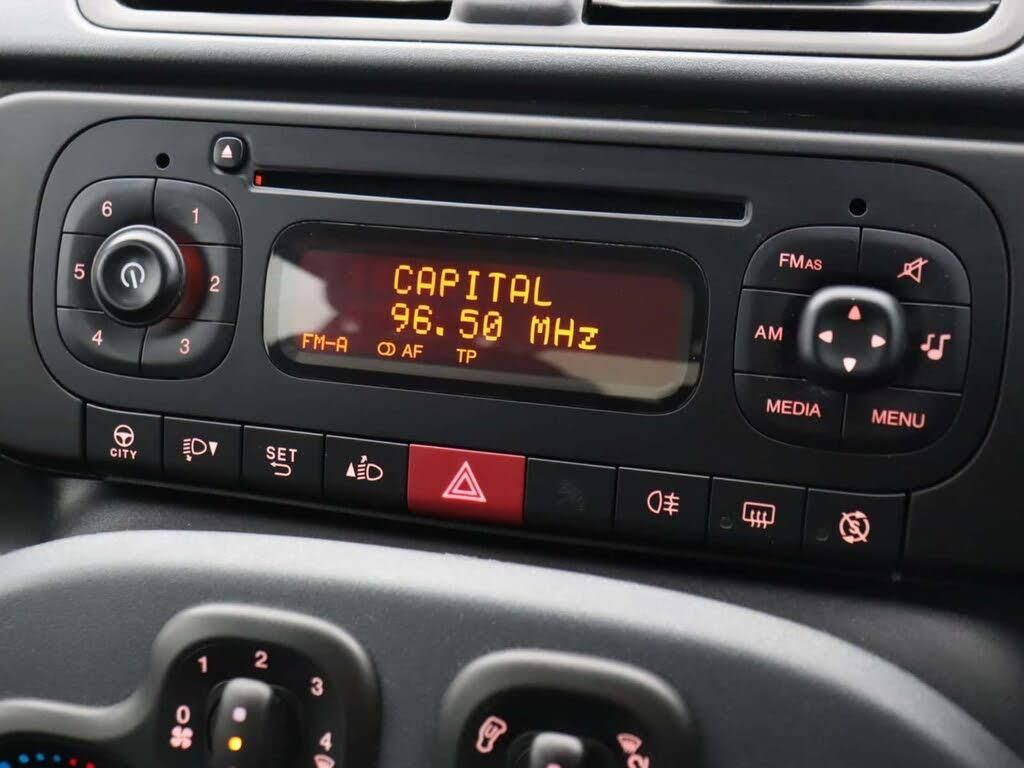 6 1
5 2
4 3
CAPITAL
96.50 MHz
FM-A AF TP
FMAS
AM
MEDIA MENU
CITY
SET
0 1 2 3 4
2